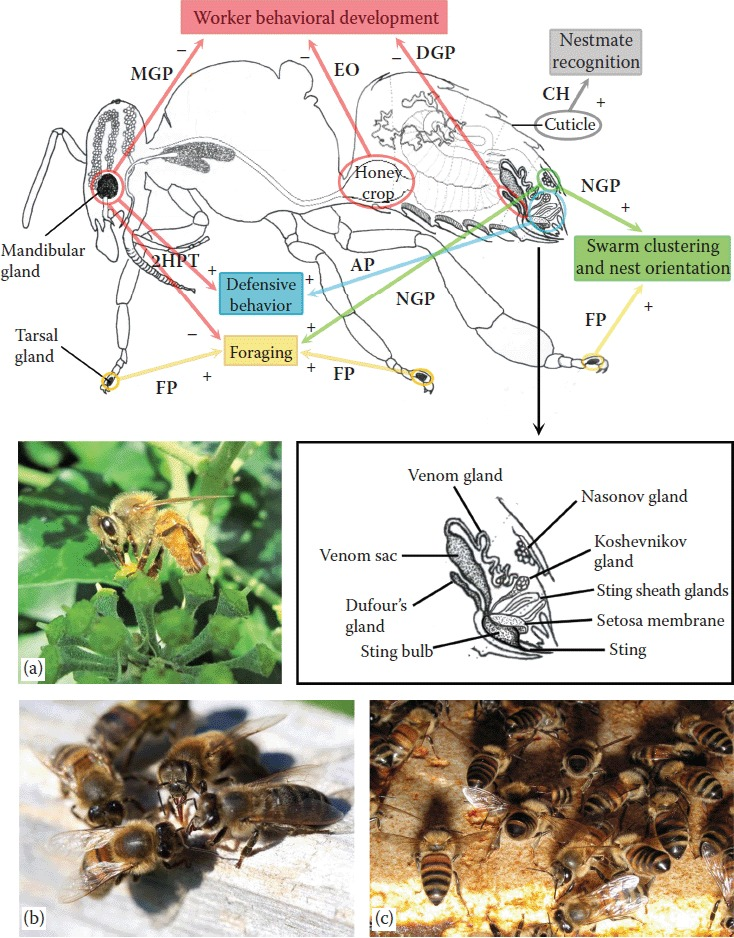 Worker behavioral development
Nestmate
recognition
MGP
EO
DGP
CH
Cuticle
Honey
crop
NGP
Mandibular
gland
2HPT
Defensive
behavior
AP
NGP
Swarm clustering
and nest orientation
Tarsal
gland
Foraging
FP
FP
FP
−
−
−
+
+
+
+
−
+
+
+
+
Venom gland
Nasonov gland
Venom sac
Koshevnikov
gland
Sting sheath glands
Dufour's
gland
Setosa membrane
Sting bulb
Sting
(a)
(b)
(c)